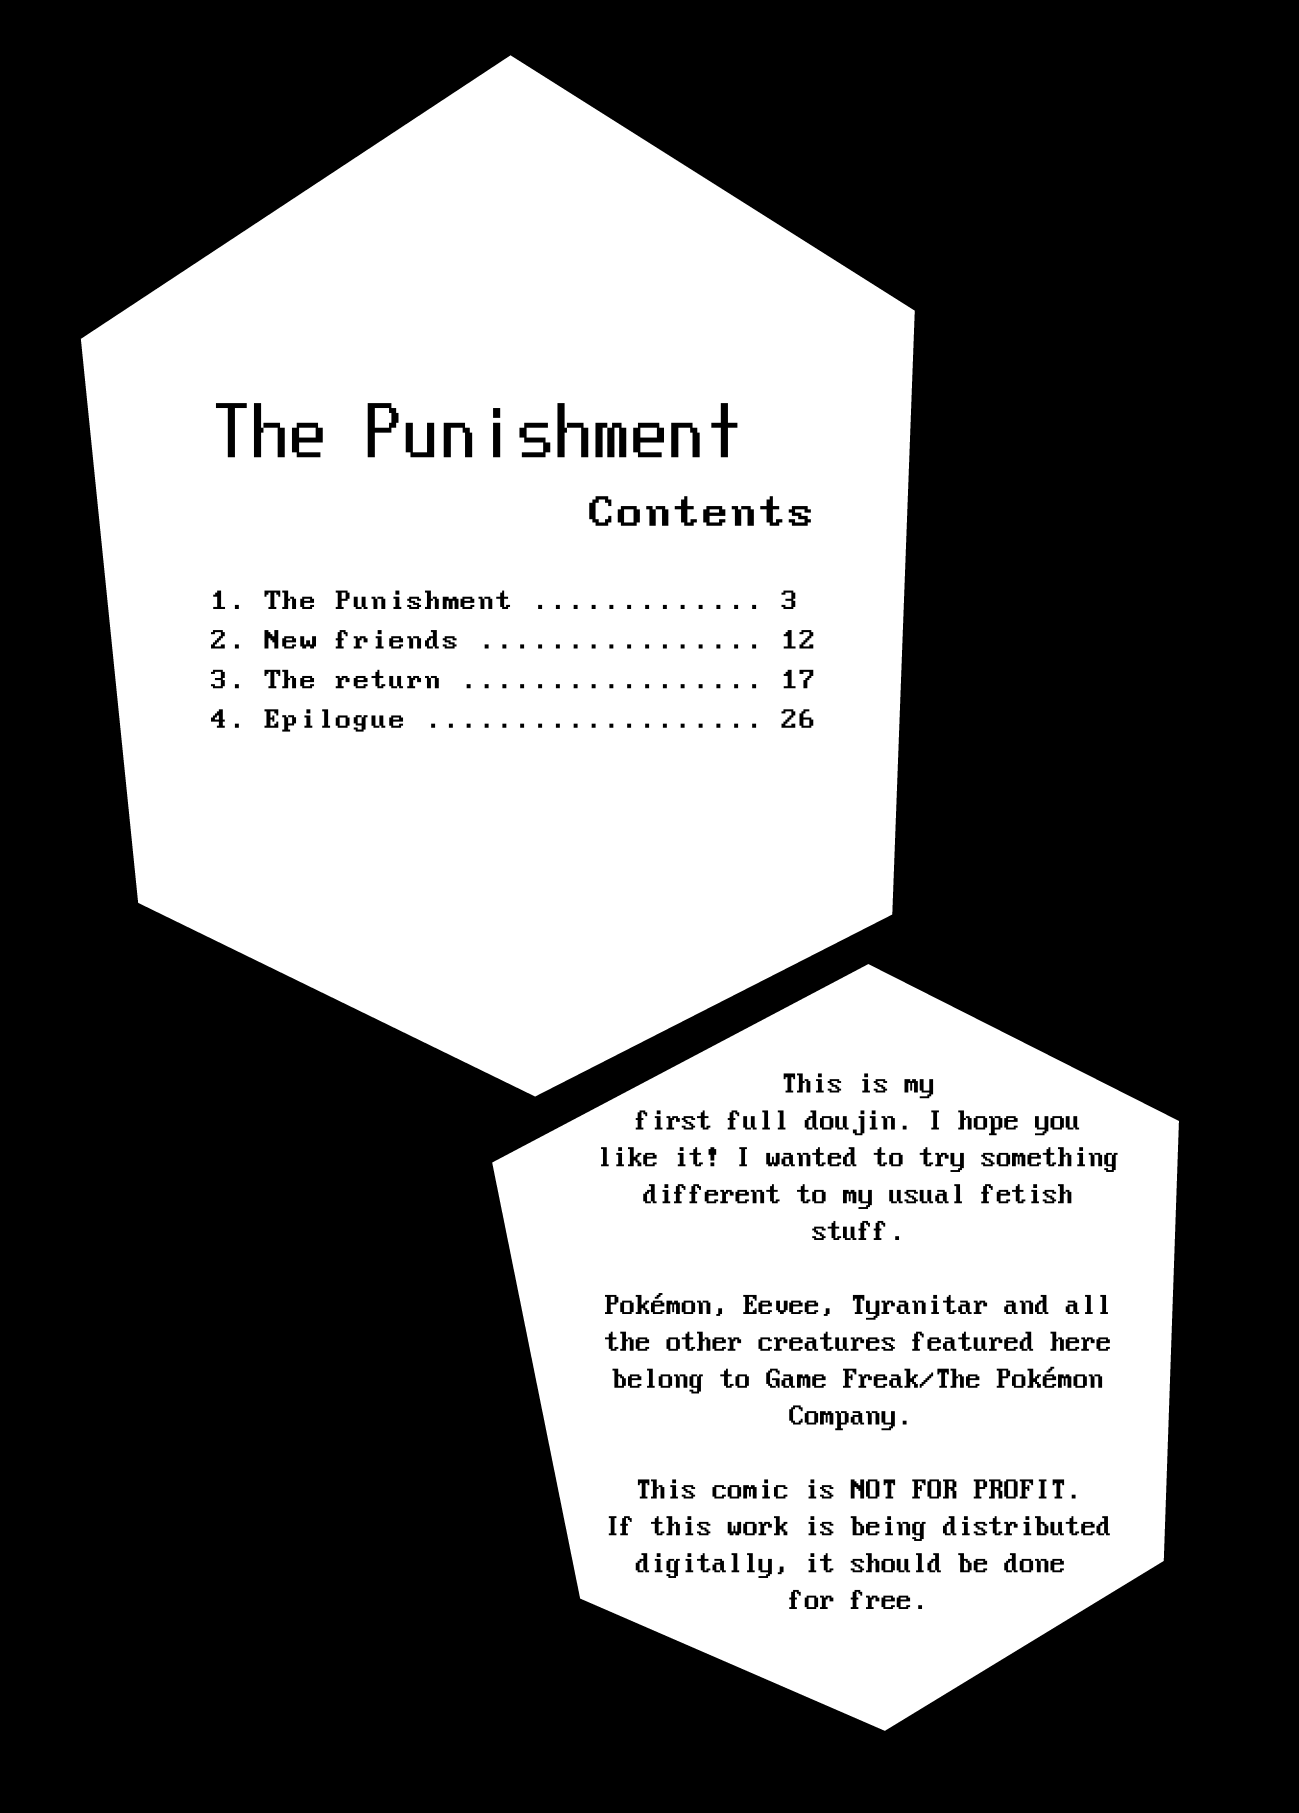 The Punishment
Contents
1. The Punishment ............. 3
2. New friends ................ 12
3. The return ................. 17
4. Epilogue ................... 26
This is my
first full doujin. I hope you
like it! I wanted to try something
different to my usual fetish
stuff.
Pokémon, Eevee, Tyranitar and all
the other creatures featured here
belong to Game Freak/The Pokémon
Company.
This comic is NOT FOR PROFIT.
If this work is being distributed
digitally, it should be done
for free.